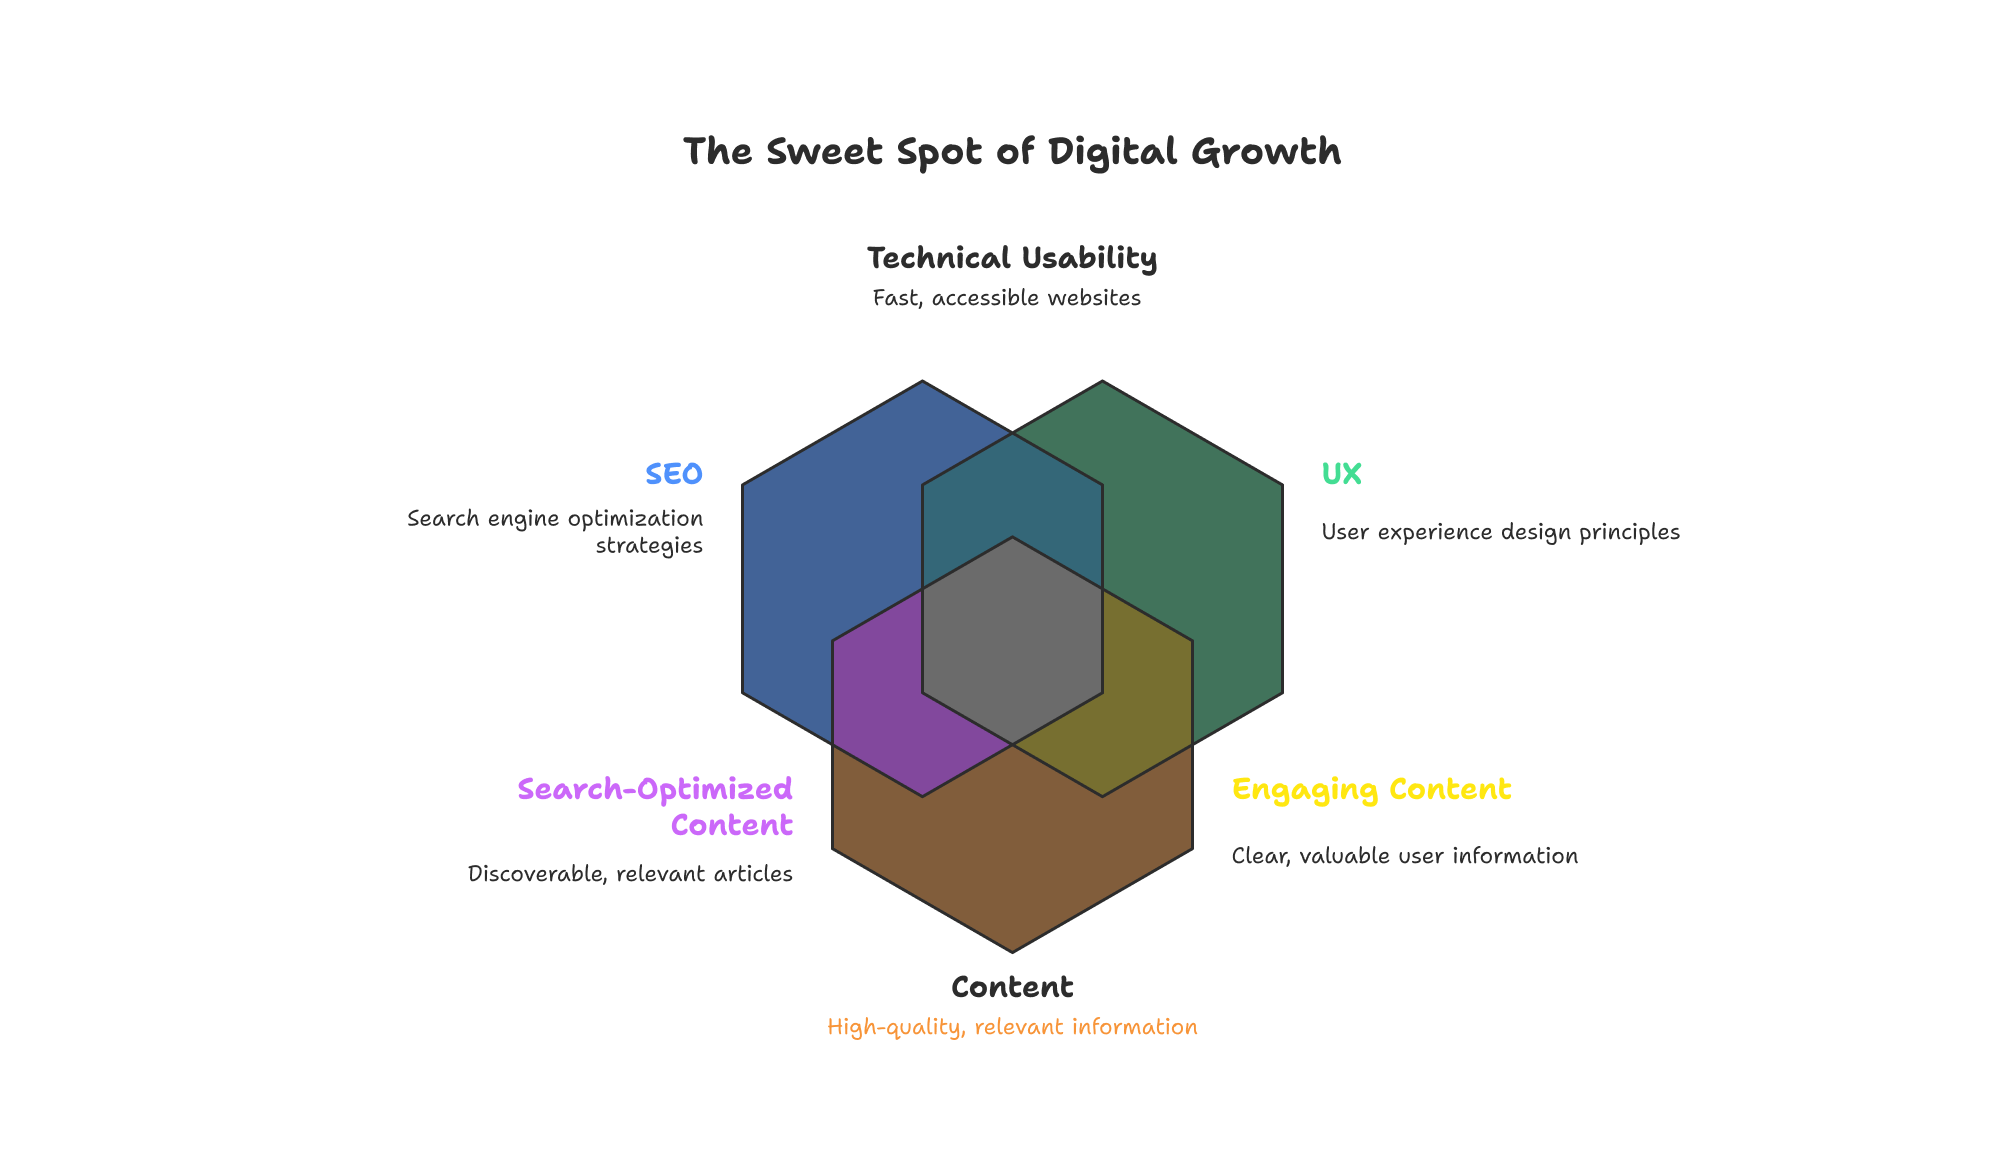 The Sweet Spot of Digital Growth
Technical Usability
Fast, accessible websites
SEO
Search engine optimization
strategies
UX
User experience design principles
Search-Optimized
Content
Discoverable, relevant articles
Engaging Content
Clear, valuable user information
Content
High-quality, relevant information